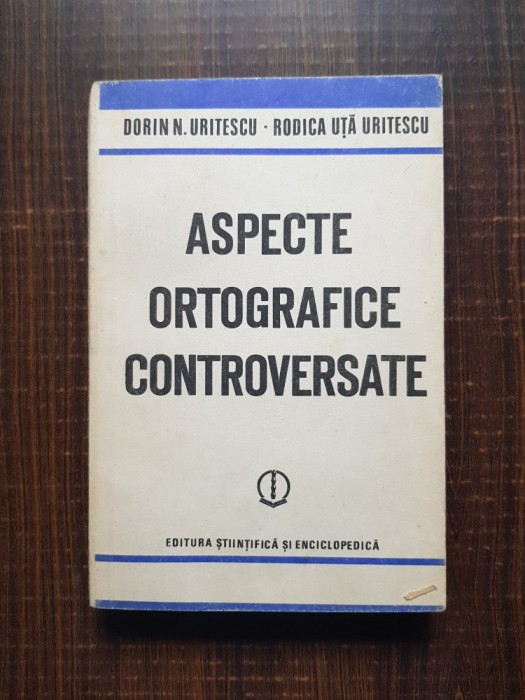 DORIN N. URITESCU · RODICA UȚĂ URITESCU
ASPECTE
ORTOGRAFICE
CONTROVERSATE
EDITURA ȘTIINȚIFICĂ ȘI ENCICLOPEDICĂ